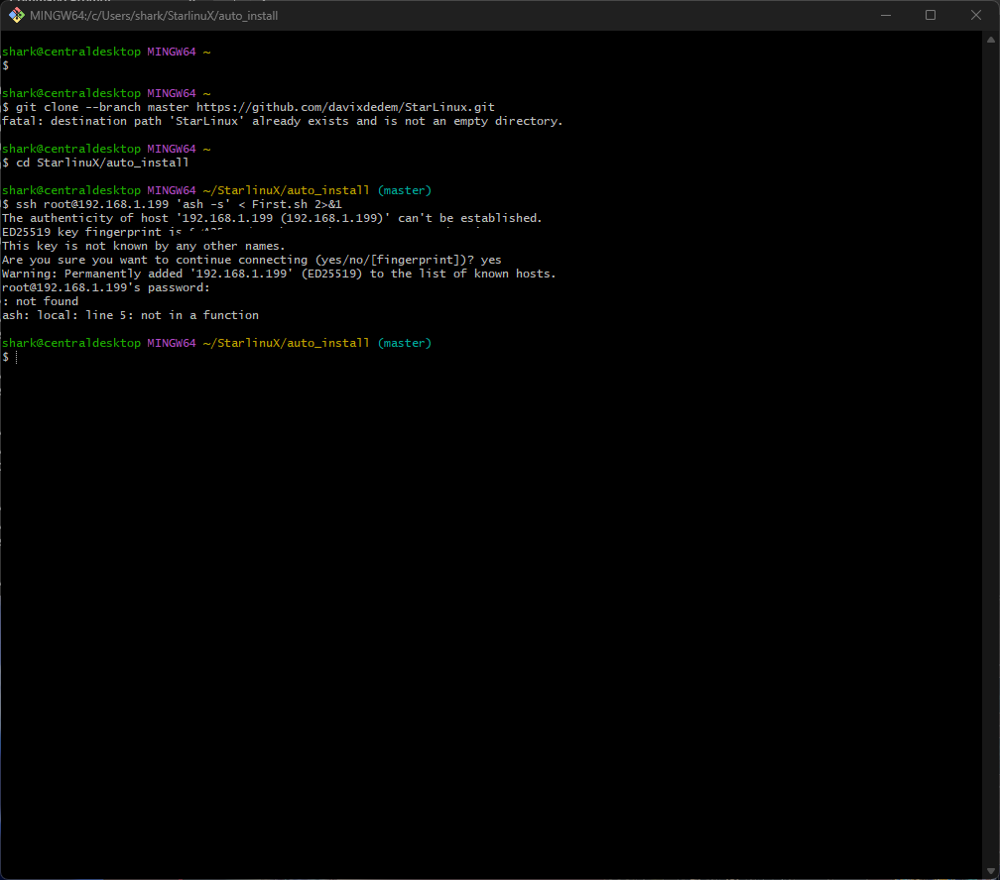 MINGW64:/c/Users/shark/StarlinuX/auto_install
shark@centraldesktop MINGW64 ~
$
shark@centraldesktop MINGW64 ~
$ git clone --branch master https://github.com/davixdedem/StarLinux.git
fatal: destination path 'StarLinux' already exists and is not an empty directory.
shark@centraldesktop MINGW64 ~
$ cd StarlinuX/auto_install
shark@centraldesktop MINGW64 ~/StarlinuX/auto_install (master)
$ ssh root@192.168.1.199 'ash -s' < First.sh 2>&1
The authenticity of host '192.168.1.199 (192.168.1.199)' can't be established.
ED25519 key fingerprint is
This key is not known by any other names.
Are you sure you want to continue connecting (yes/no/[fingerprint])? yes
Warning: Permanently added '192.168.1.199' (ED25519) to the list of known hosts.
root@192.168.1.199's password:
: not found
ash: local: line 5: not in a function
shark@centraldesktop MINGW64 ~/StarlinuX/auto_install (master)
$